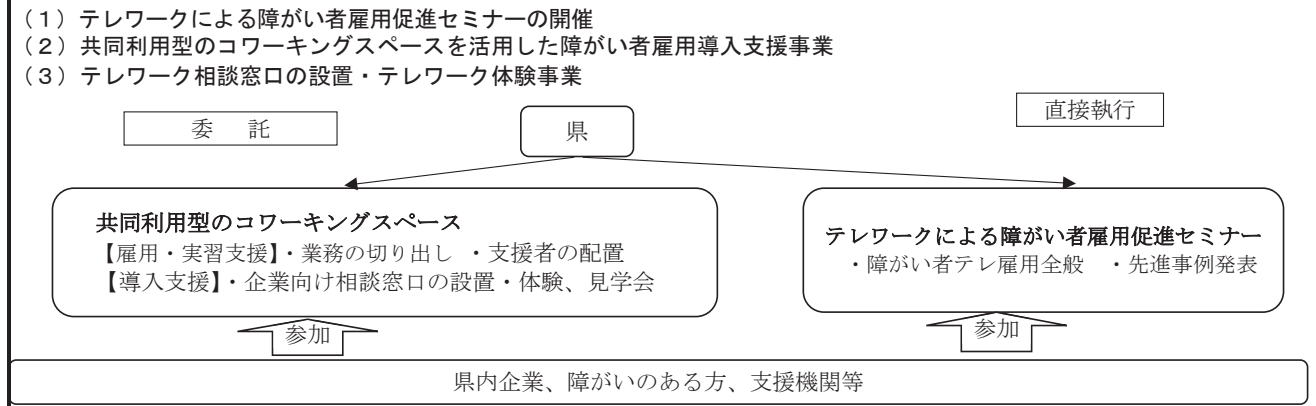 （１）テレワークによる障がい者雇用促進セミナーの開催
（２）共同利用型のコワーキングスペースを活用した障がい者雇用導入支援事業
（３）テレワーク相談窓口の設置・テレワーク体験事業
委　託
県
直接執行
共同利用型のコワーキングスペース
【雇用・実習支援】・業務の切り出し　・支援者の配置
【導入支援】・企業向け相談窓口の設置・体験、見学会
テレワークによる障がい者雇用促進セミナー
・障がい者テレ雇用全般　・先進事例発表
参加
参加
県内企業、障がいのある方、支援機関等